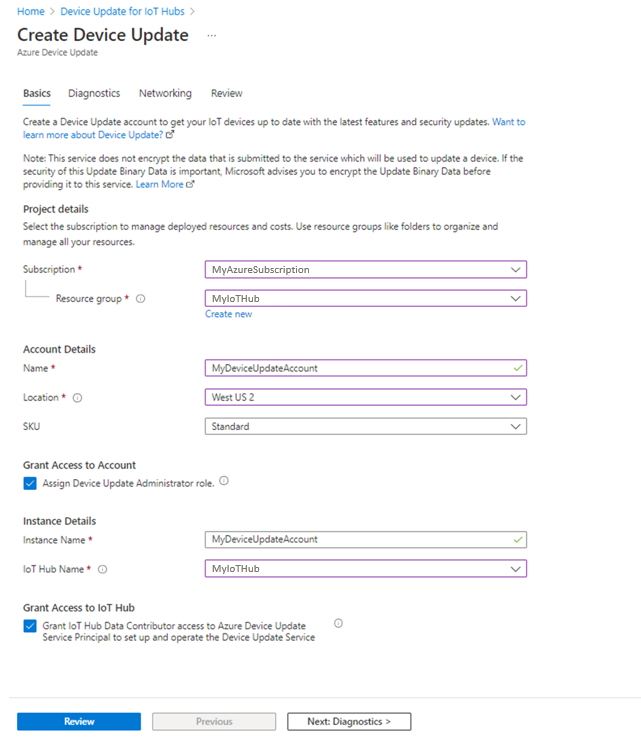 Home > Device Update for IoT Hubs >
Create Device Update ...
Azure Device Update
Basics Diagnostics Networking Review
Create a Device Update account to get your IoT devices up to date with the latest features and security updates. Want to
learn more about Device Update?
Note: This service does not encrypt the data that is submitted to the service which will be used to update a device. If the
security of this Update Binary Data is important, Microsoft advises you to encrypt the Update Binary Data before
providing it to this service. Learn More
Project details
Select the subscription to manage deployed resources and costs. Use resource groups like folders to organize and
manage all your resources.
Subscription * MyAzureSubscription
Resource group * MyIoTHub
Create new
Account Details
Name * MyDeviceUpdateAccount
Location * West US 2
SKU Standard
Grant Access to Account
Assign Device Update Administrator role.
Instance Details
Instance Name * MyDeviceUpdateAccount
IoT Hub Name * MyIoTHub
Grant Access to IoT Hub
Grant IoT Hub Data Contributor access to Azure Device Update
Service Principal to set up and operate the Device Update Service
Review Previous Next: Diagnostics >